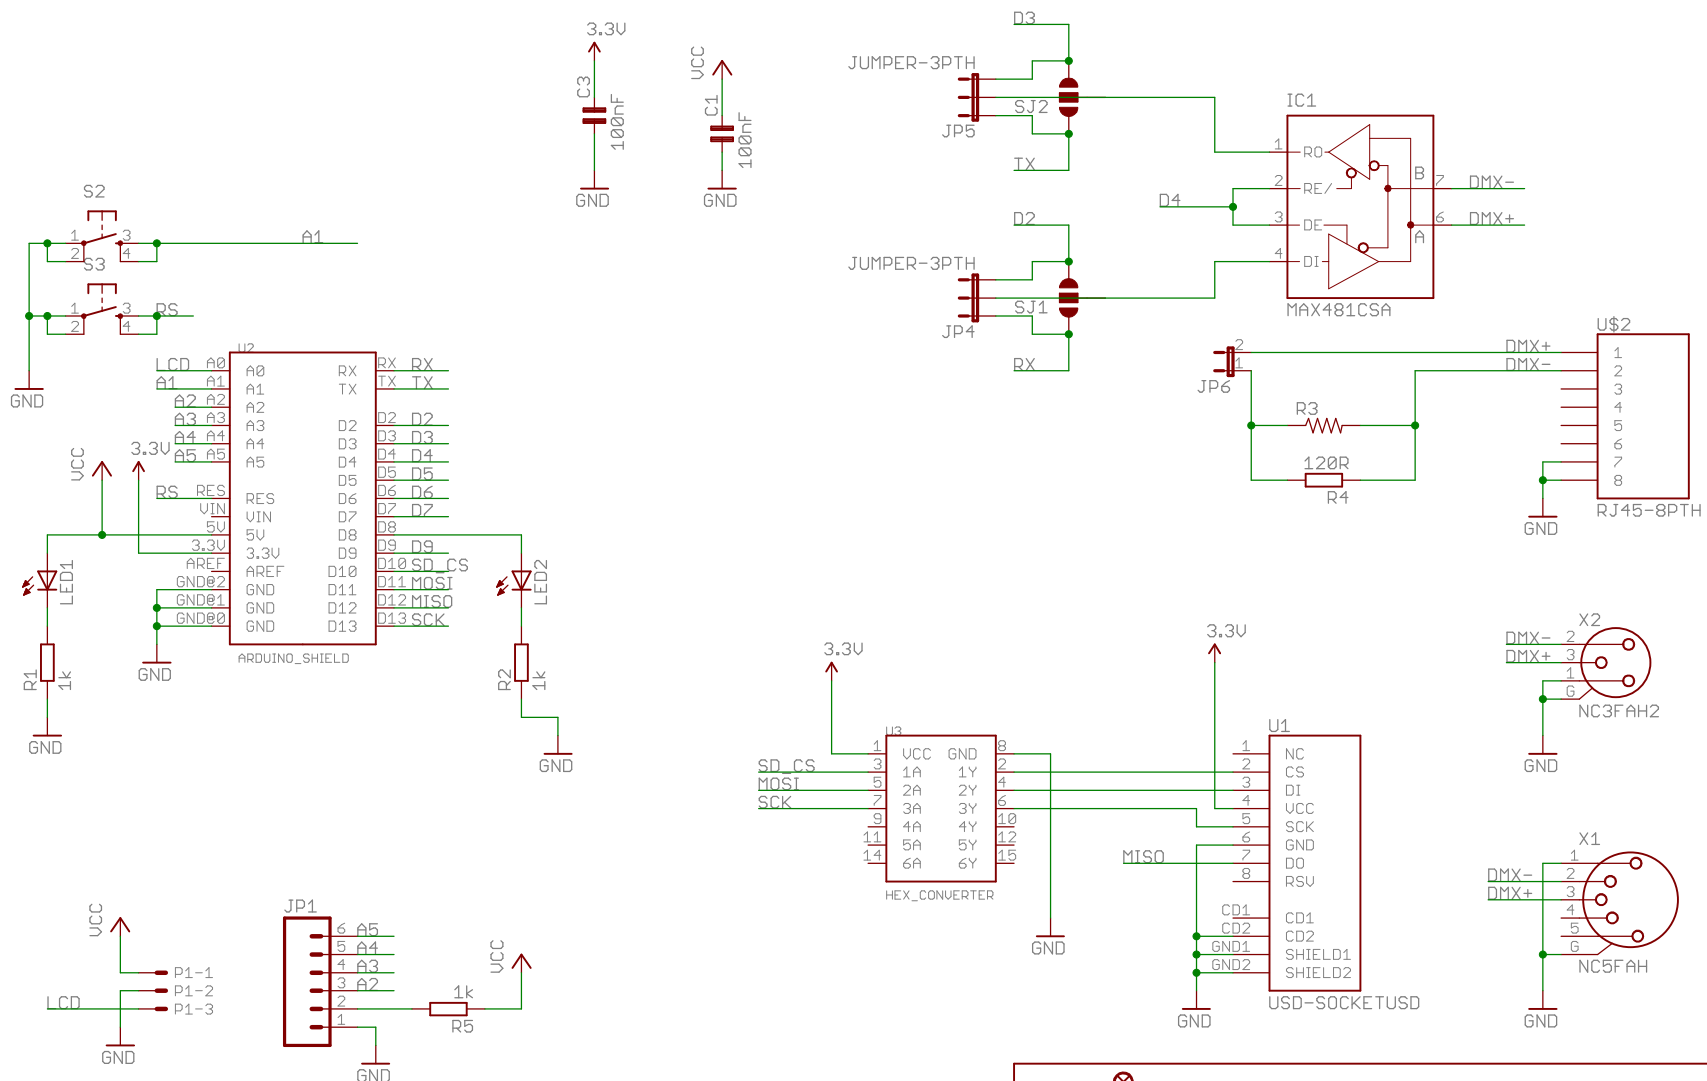 3.3V
C3
100nF
GND
VCC
C1
100nF
GND
D3
JUMPER-3PTH
SJ2
JP5
TX
D2
JUMPER-3PTH
SJ1
JP4
RX
D4
IC1
1 RO
2 RE/
3 DE
4 DI
B 7 DMX-
6 DMX+
A
MAX481CSA
S2
1 3 A1
2 4
S3
1 3 RS
2 4
GND
U2
LCD A0 A0 RX RX RX
A1 A1 A1 TX TX TX
A2 A2 A2
A3 A3 A3 D2 D2 D2
A4 A4 A4 D3 D3 D3
A5 A5 A5 D4 D4 D4
D5 D5 D5
RS RES RES D6 D6 D6
VIN VIN D7 D7 D7
5V 5V D8 D8
3.3V 3.3V D9 D9 D9
AREF AREF D10 D10 SD_CS
GND@2 GND D11 D11 MOSI
GND@1 GND D12 D12 MISO
GND@0 GND D13 D13 SCK
ARDUINO_SHIELD
VCC
3.3V
LED1
R1
1k
GND
GND
LED2
R2
1k
GND
JP6
2
1
R3
120R
R4
U$2
DMX+ 1
DMX- 2
3
4
5
6
7
8
GND
RJ45-8PTH
X2
DMX- 2
DMX+ 3
1
G
NC3FAH2
GND
3.3V
U3
1 VCC GND 8
SD_CS 3 1A 1Y 2
MOSI 5 2A 2Y 4
SCK 7 3A 3Y 6
9 4A 4Y 10
11 5A 5Y 12
14 6A 6Y 15
HEX_CONVERTER
GND
3.3V
U1
1 NC
2 CS
3 DI
4 VCC
5 SCK
6 GND
MISO 7 DO
8 RSV
CD1 CD1
CD2 CD2
GND1 SHIELD1
GND2 SHIELD2
USD-SOCKETUSD
GND
X1
1
DMX- 2
DMX+ 3
4
5
G
NC5FAH
GND
VCC
P1-1
P1-2
LCD P1-3
GND
JP1
6 A5
5 A4
4 A3
3 A2
2
1
1k
R5
VCC
GND